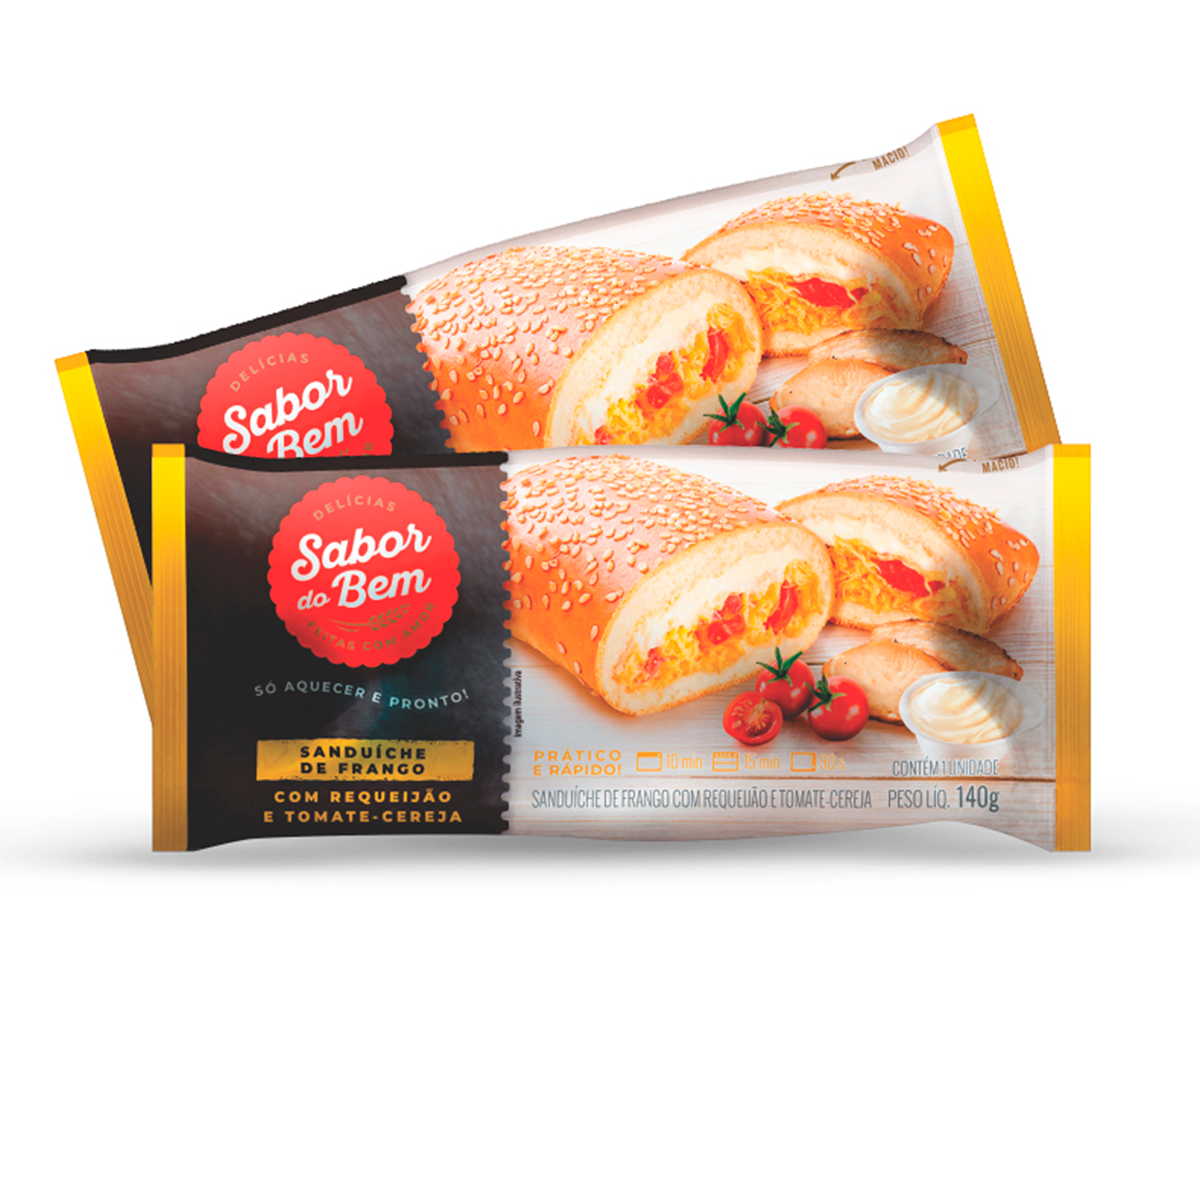 MACIO!
DELÍCIAS
Sabor
Bem
MACIO!
DELÍCIAS
Sabor
do Bem
FEITAS COM AMOR
SÓ AQUECER E PRONTO!
SANDUÍCHE
DE FRANGO
COM REQUEIJÃO
E TOMATE-CEREJA
Imagem ilustrativa
PRÁTICO
E RÁPIDO!
10 min
15 min
90 s
CONTÉM 1 UNIDADE
SANDUÍCHE DE FRANGO COM REQUEIJÃO E TOMATE-CEREJA
PESO LÍQ. 140g